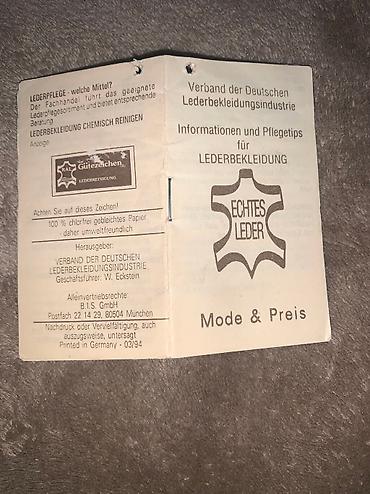 LEDERPFLEGE - welche Mittel?
Der Fachhandel führt das geeignete
Lederpflegesortiment und bietet entsprechende
Beratung
LEDERBEKLEIDUNG CHEMISCH REINIGEN
Anzeige
RAL
Gütezeichen
LEDERREINIGUNG
Achten Sie auf dieses Zeichen!
100 % chlorfrei gebleichtes Papier
- daher umweltfreundlich
Herausgeber:
VERBAND DER DEUTSCHEN
LEDERBEKLEIDUNGSINDUSTRIE
Geschäftsführer: W. Eckstein
Alleinvertriebsrechte:
B.I.S. GmbH
Postfach 22 14 29, 80504 München
Nachdruck oder Vervielfältigung, auch
auszugsweise, untersagt
Printed in Germany - 03/94
Verband der Deutschen
Lederbekleidungsindustrie
Informationen und Pflegetips
für
LEDERBEKLEIDUNG
ECHTES
LEDER
Mode & Preis